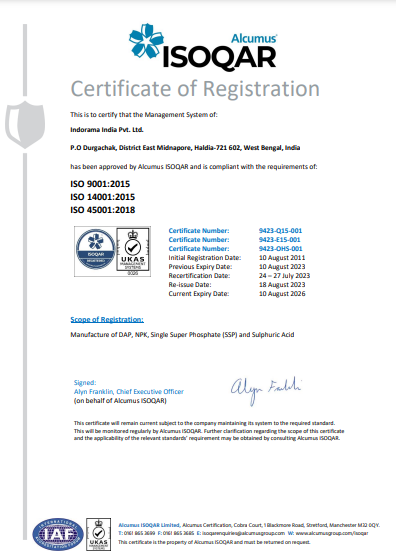 Alcumus®
ISOQAR
Certificate of Registration
This is to certify that the Management System of:
Indorama India Pvt. Ltd.
P.O Durgachak, District East Midnapore, Haldia-721 602, West Bengal, India
has been approved by Alcumus ISOQAR and is compliant with the requirements of:
ISO 9001:2015
ISO 14001:2015
ISO 45001:2018
ISOQAR
REGISTERED
UKAS
MANAGEMENT
SYSTEMS
0026
Certificate Number: 9423-Q15-001
Certificate Number: 9423-E15-001
Certificate Number: 9423-OHS-001
Initial Registration Date: 10 August 2011
Previous Expiry Date: 10 August 2023
Recertification Date: 24 – 27 July 2023
Re-issue Date: 18 August 2023
Current Expiry Date: 10 August 2026
Scope of Registration:
Manufacture of DAP, NPK, Single Super Phosphate (SSP) and Sulphuric Acid
Signed:
Alyn Franklin, Chief Executive Officer
(on behalf of Alcumus ISOQAR)
This certificate will remain current subject to the company maintaining its system to the required standard.
This will be monitored regularly by Alcumus ISOQAR. Further clarification regarding the scope of this certificate
and the applicability of the relevant standards' requirement may be obtained by consulting Alcumus ISOQAR.
IAF
UKAS
Alcumus ISOQAR Limited, Alcumus Certification, Cobra Court, 1 Blackmore Road, Stretford, Manchester M32 0QY.
T: 0161 865 3699 F: 0161 865 3685 E: isoqarenquiries@alcumusgroup.com W: www.alcumusgroup.com/isoqar
This certificate is the property of Alcumus ISOQAR and must be returned on request.